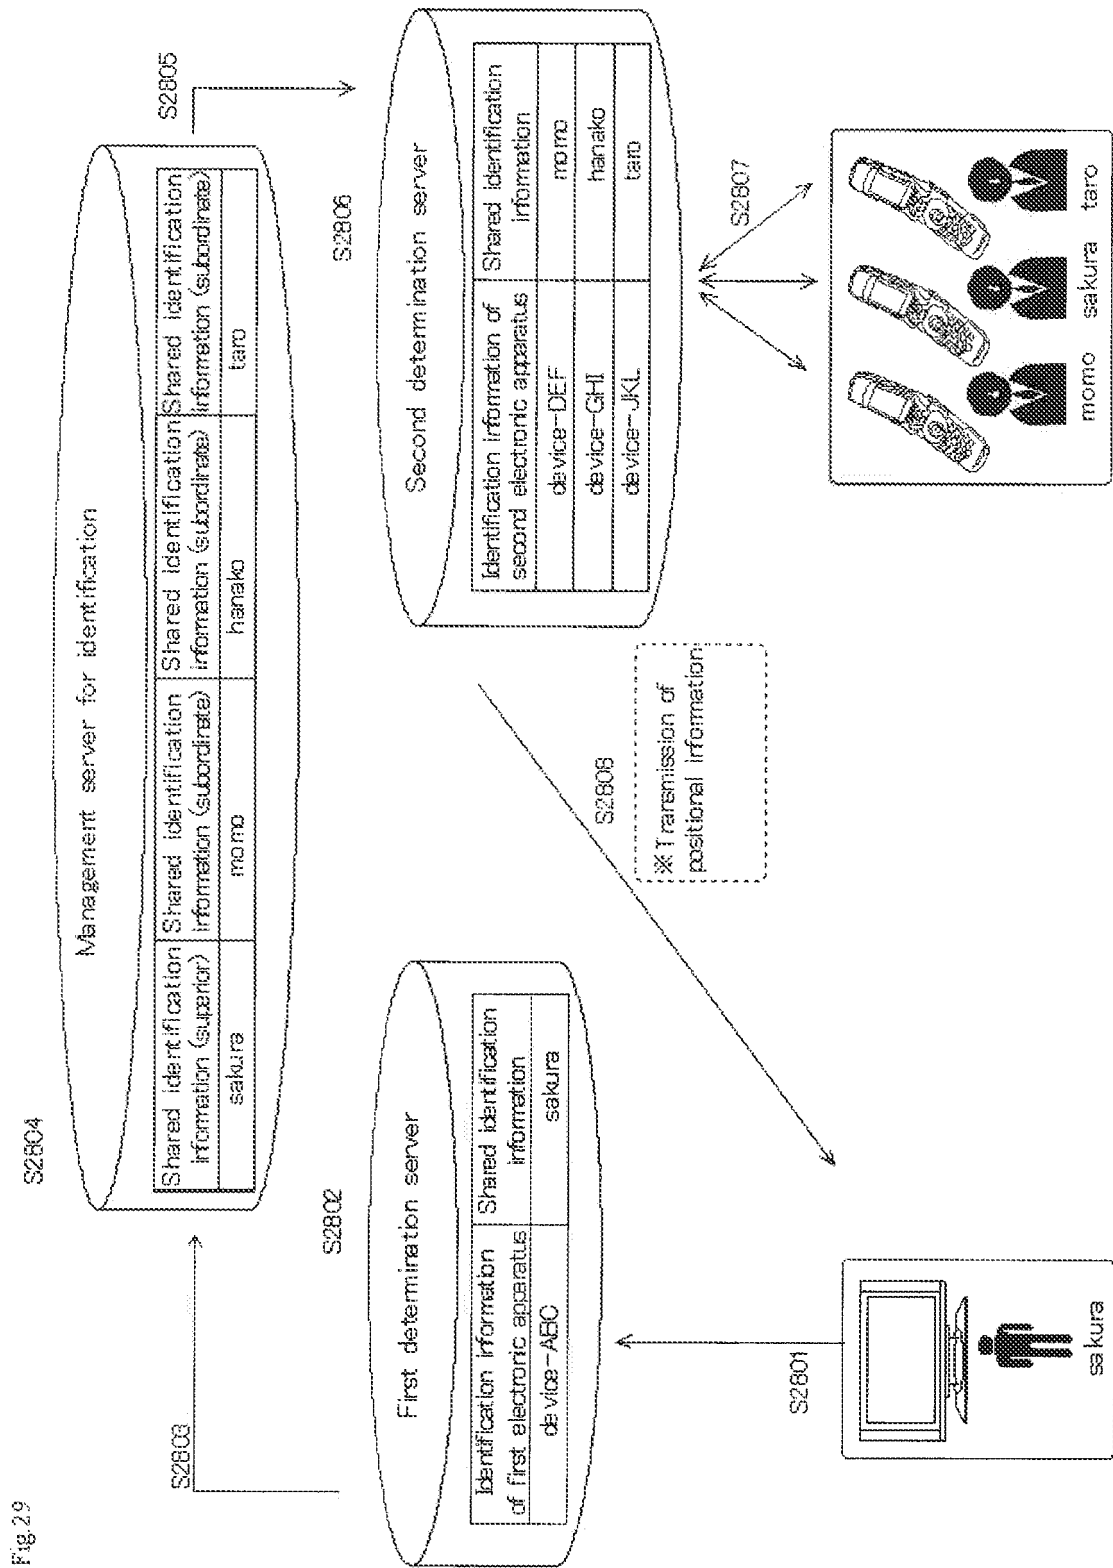 Fig.29
S2804
Management server for identification
Shared identification Shared identification Shared identification Shared identification
information (superior) information (subordinate) information (subordinate) information (subordinate)
sakura momo hanako taro
S2803
S2805
S2802
First determination server
Identification information Shared identification
of first electronic apparatus information
device-ABC sakura
S2806
Second determination server
Identification information of Shared identification
second electronic apparatus information
device-DEF momo
device-GHI hanako
device-JKL taro
S2808
※Transmission of
positional information
S2801
S2807
sakura
momo sakura taro